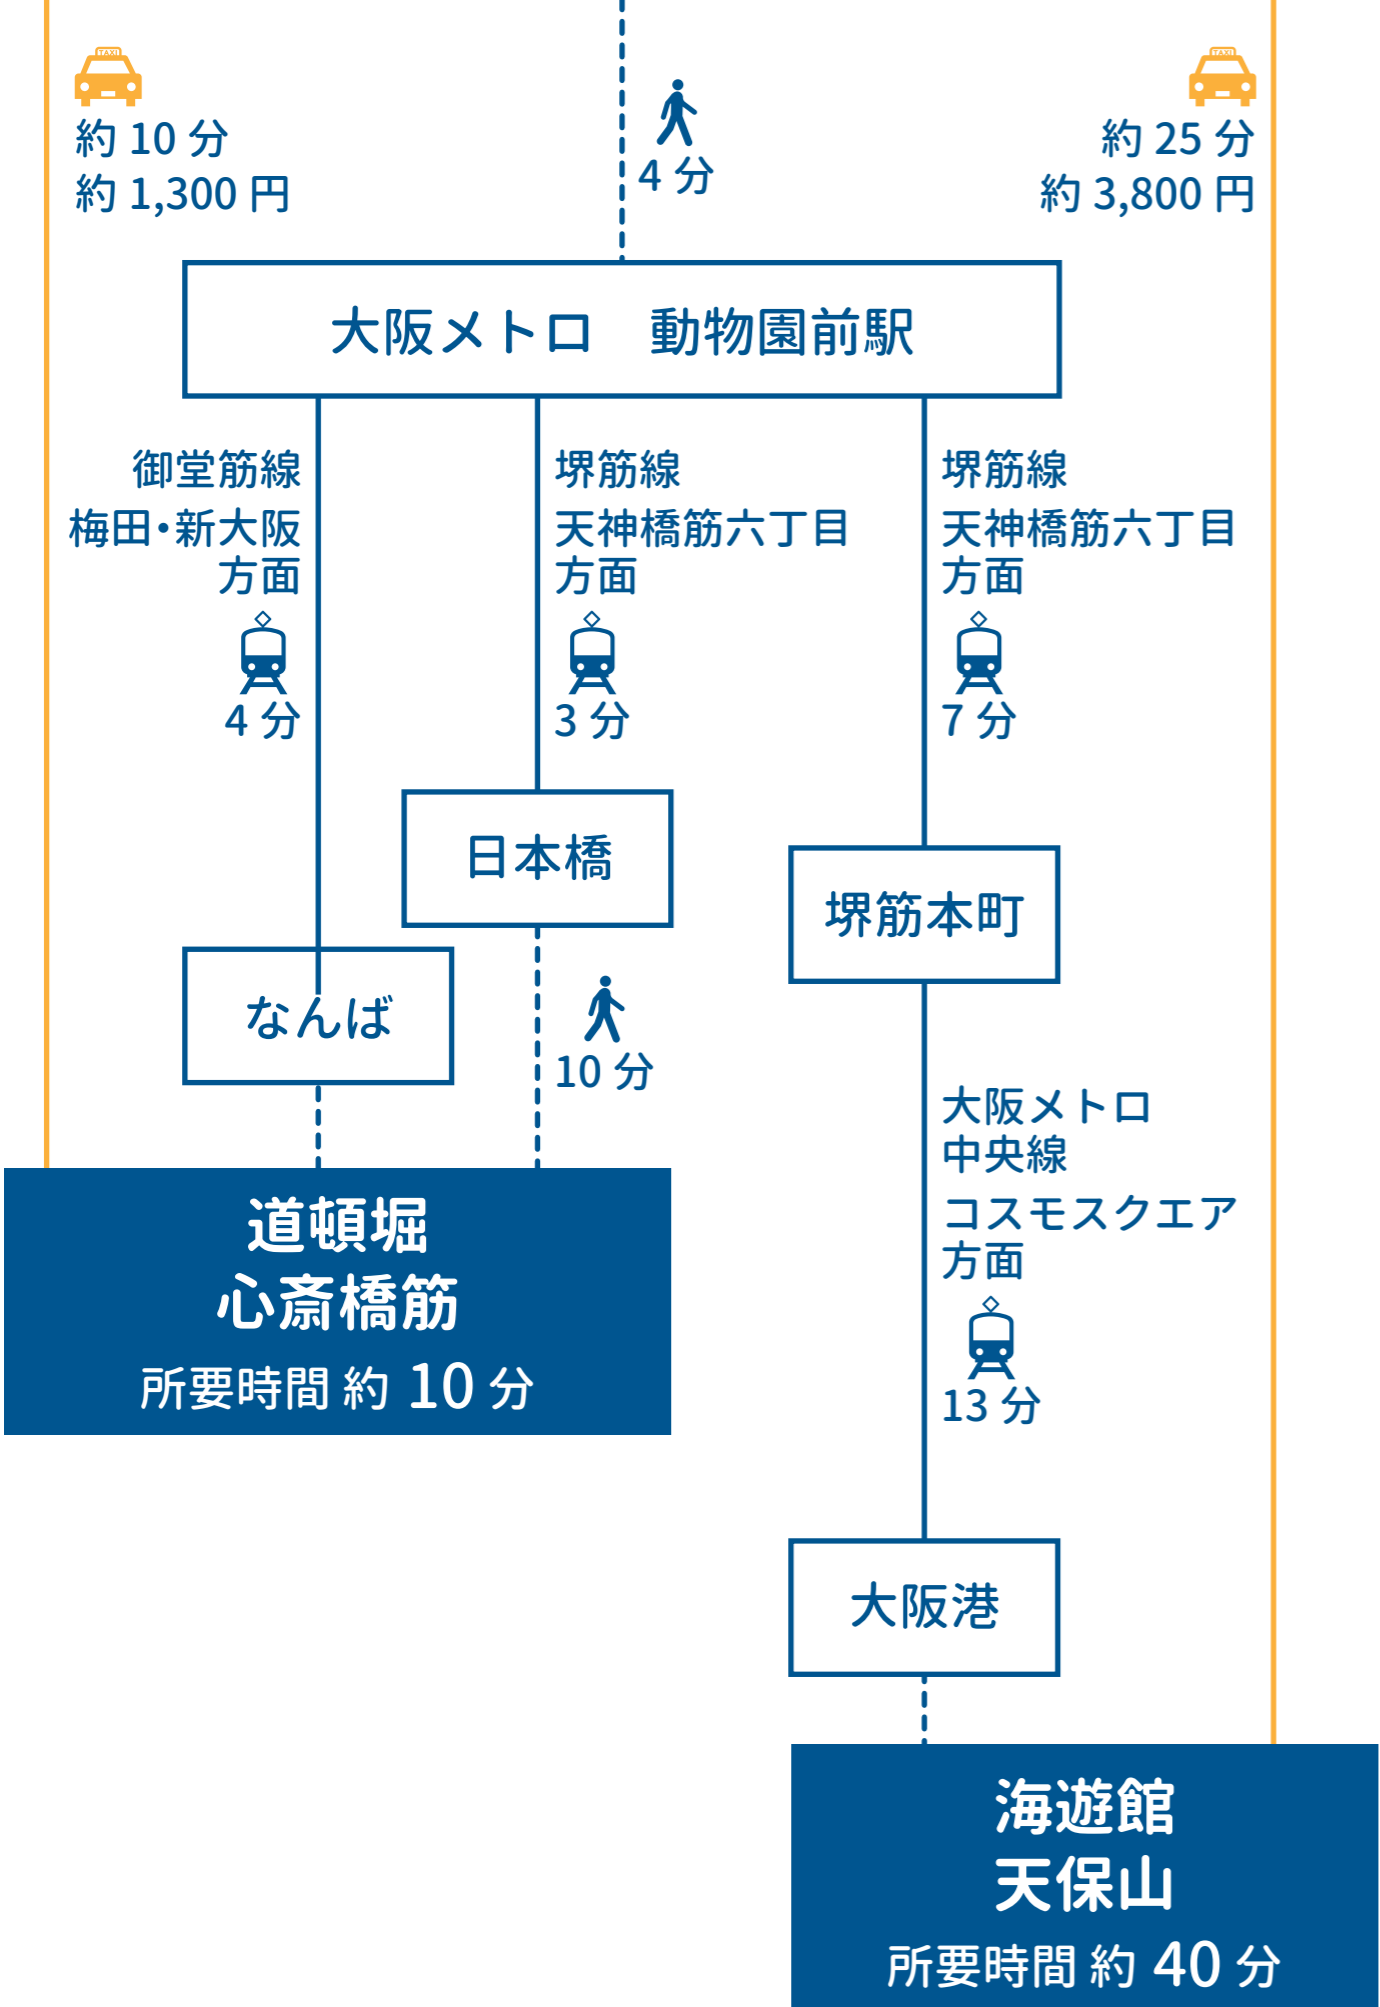 TAXI
約 10 分
約 1,300 円
4 分
TAXI
約 25 分
約 3,800 円
大阪メトロ　動物園前駅
御堂筋線
梅田・新大阪
方面
4 分
堺筋線
天神橋筋六丁目
方面
3 分
堺筋線
天神橋筋六丁目
方面
7 分
日本橋
堺筋本町
なんば
10 分
大阪メトロ
中央線
コスモスクエア
方面
13 分
道頓堀
心斎橋筋
所要時間 約 10 分
大阪港
海遊館
天保山
所要時間 約 40 分